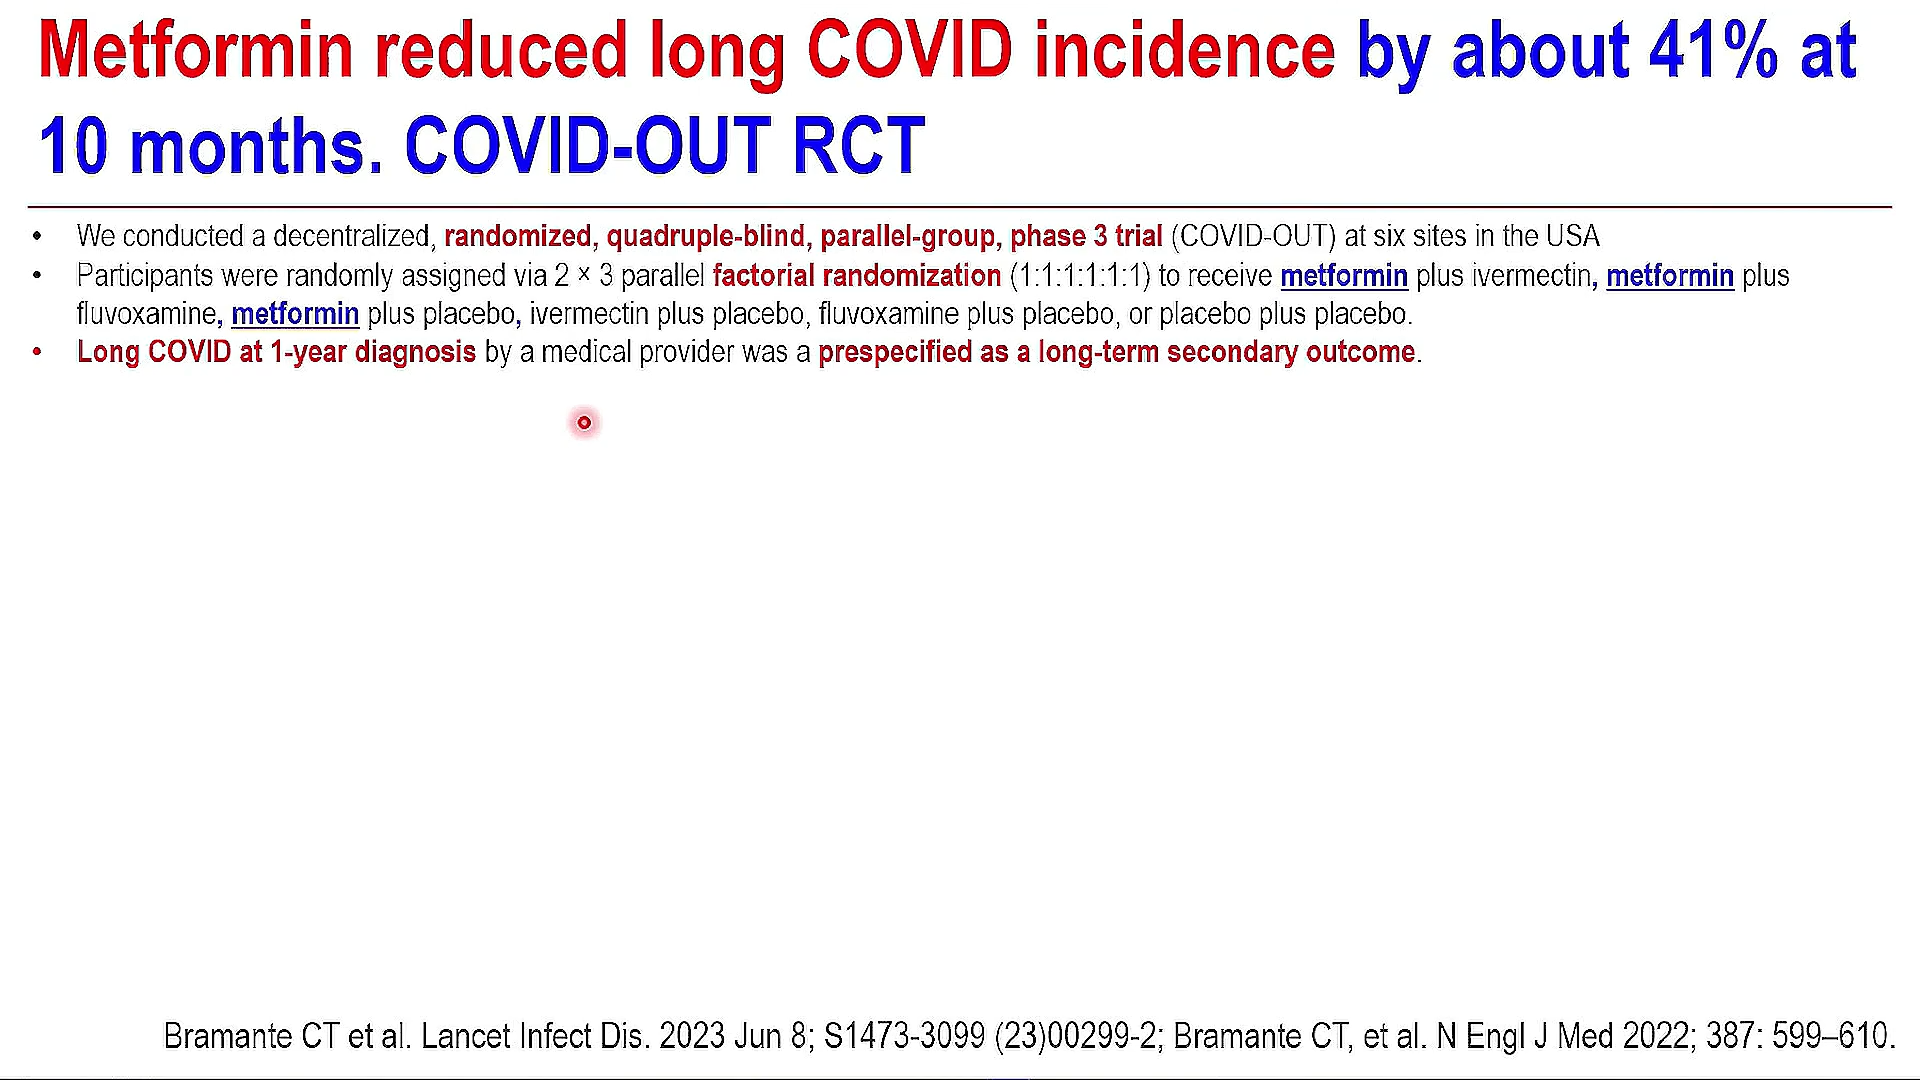 Metformin reduced long COVID incidence by about 41% at
10 months. COVID-OUT RCT
• We conducted a decentralized, randomized, quadruple-blind, parallel-group, phase 3 trial (COVID-OUT) at six sites in the USA
• Participants were randomly assigned via 2 × 3 parallel factorial randomization (1:1:1:1:1:1) to receive metformin plus ivermectin, metformin plus
fluvoxamine, metformin plus placebo, ivermectin plus placebo, fluvoxamine plus placebo, or placebo plus placebo.
• Long COVID at 1-year diagnosis by a medical provider was a prespecified as a long-term secondary outcome.
Bramante CT et al. Lancet Infect Dis. 2023 Jun 8; S1473-3099 (23)00299-2; Bramante CT, et al. N Engl J Med 2022; 387: 599–610.